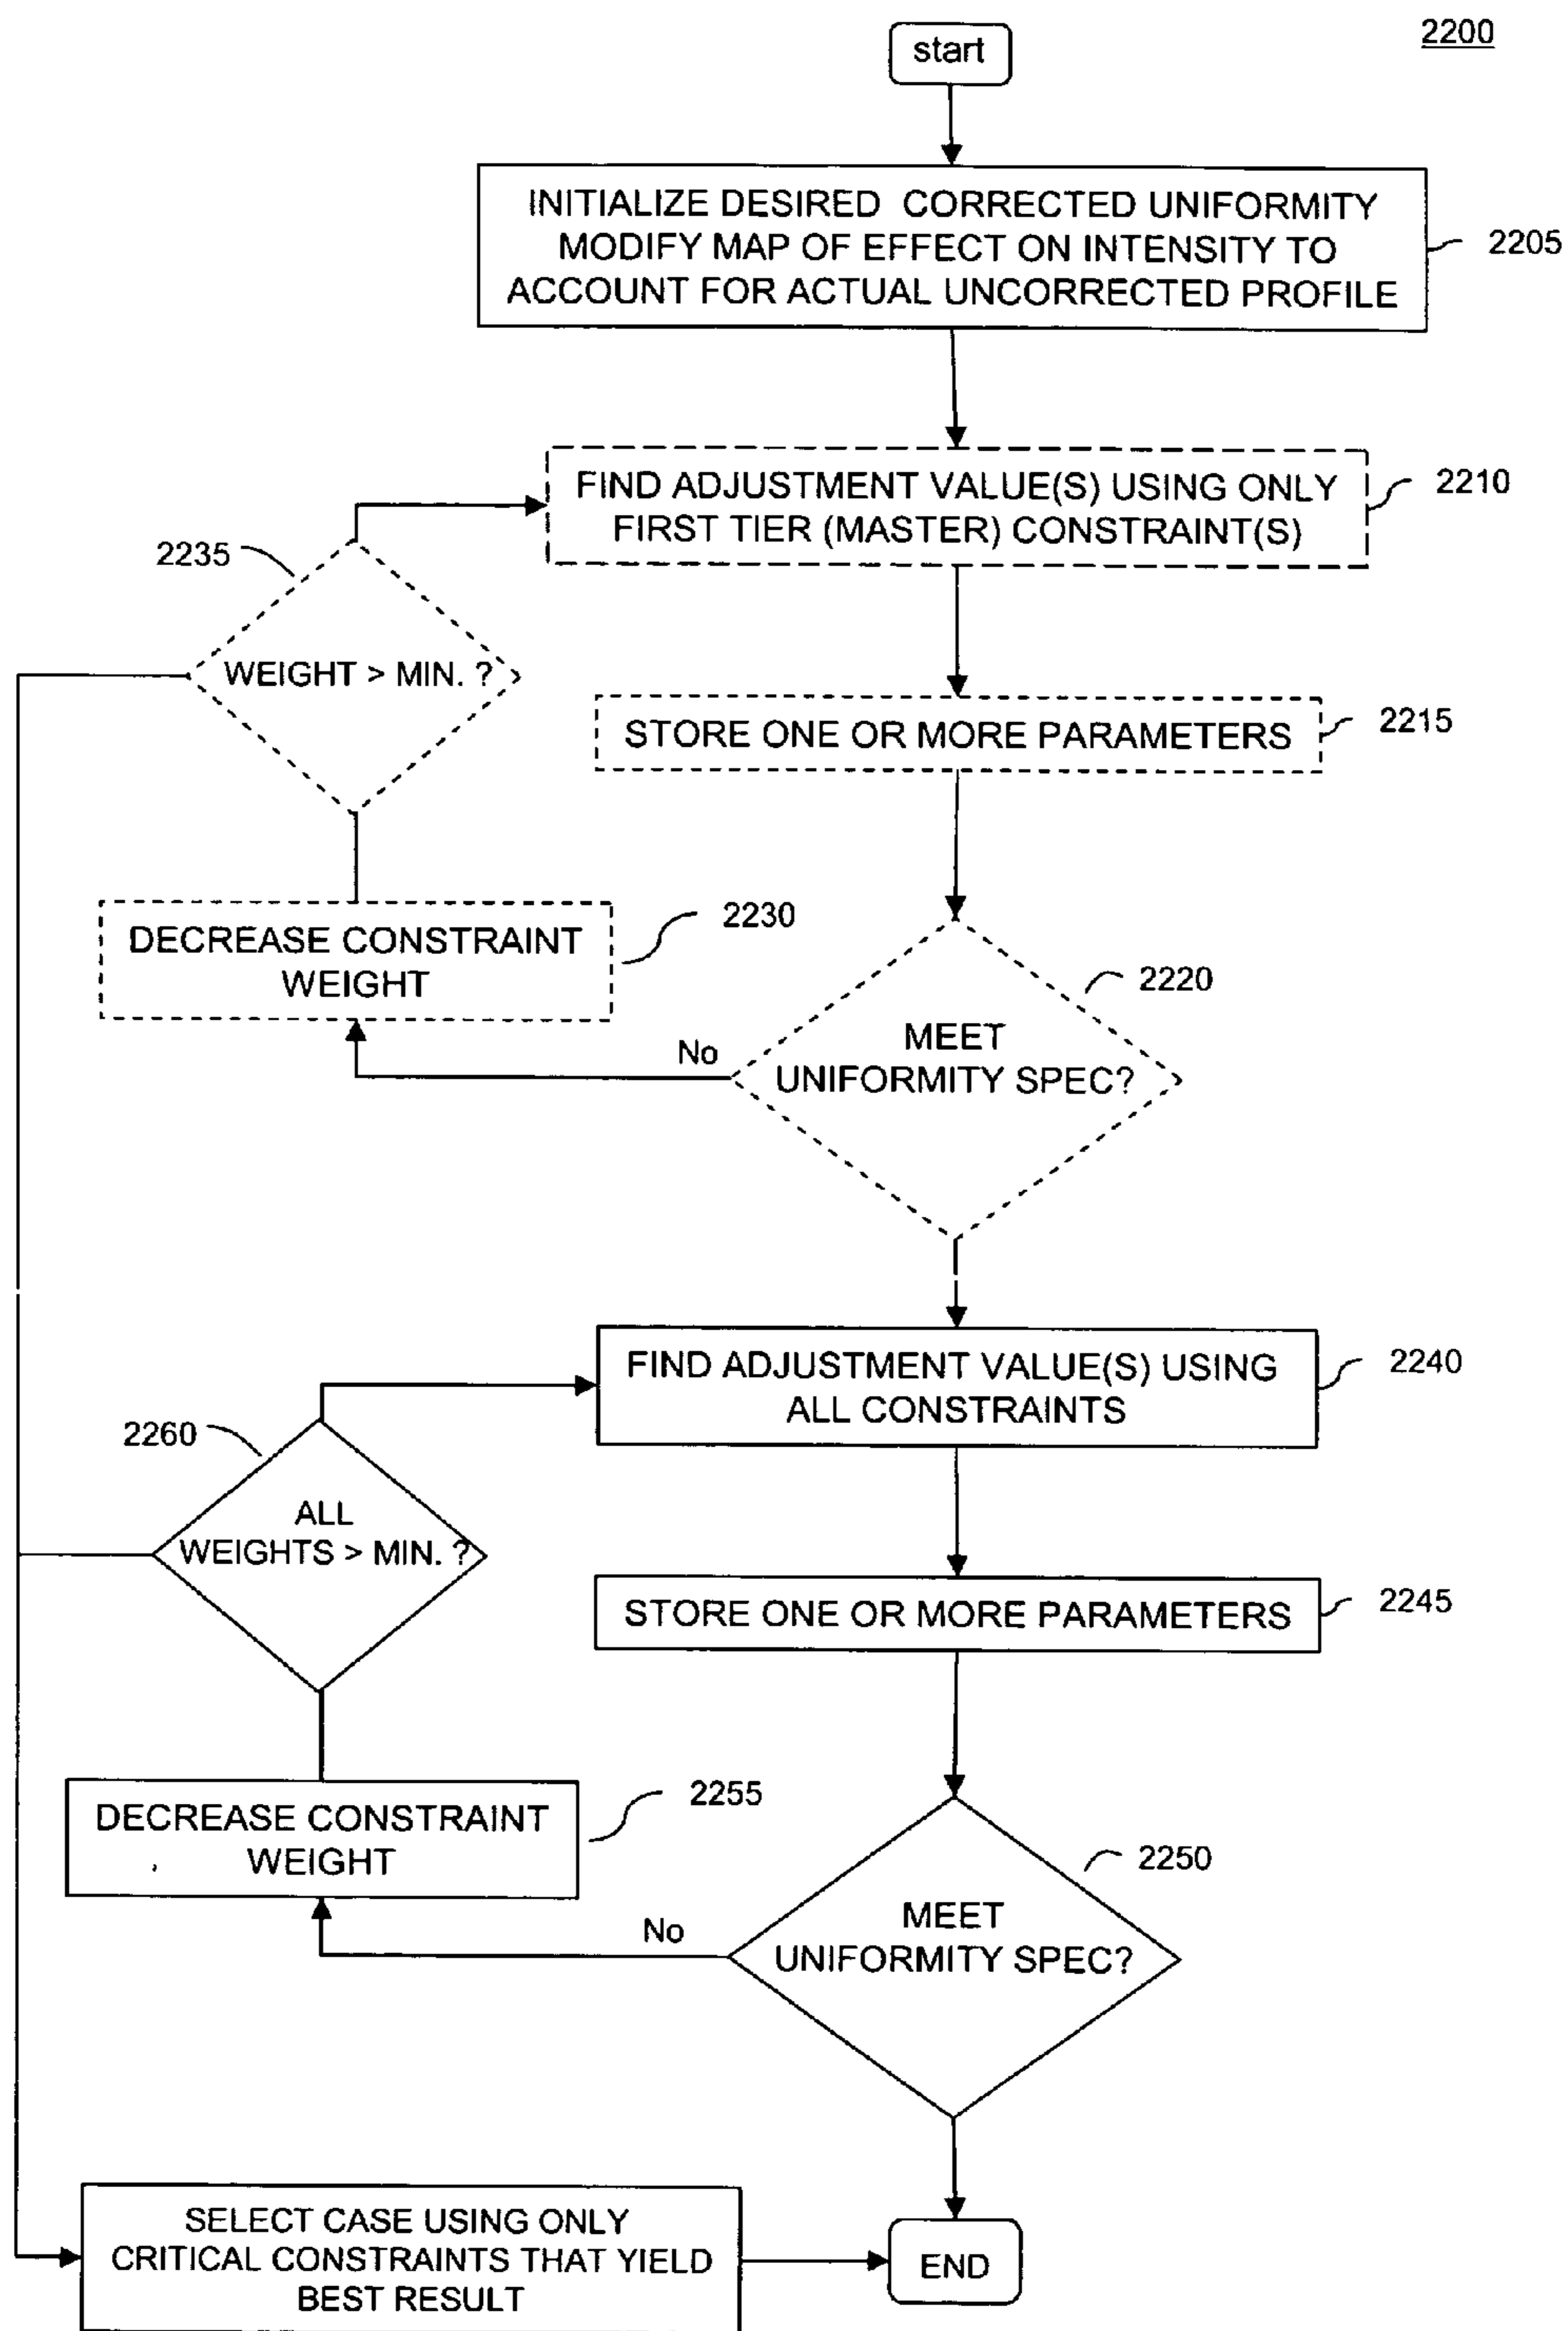 2200
start
INITIALIZE DESIRED CORRECTED UNIFORMITY
MODIFY MAP OF EFFECT ON INTENSITY TO
ACCOUNT FOR ACTUAL UNCORRECTED PROFILE
2205
FIND ADJUSTMENT VALUE(S) USING ONLY
FIRST TIER (MASTER) CONSTRAINT(S)
2210
2235
WEIGHT > MIN. ?
STORE ONE OR MORE PARAMETERS
2215
DECREASE CONSTRAINT
WEIGHT
2230
MEET
UNIFORMITY SPEC?
2220
No
FIND ADJUSTMENT VALUE(S) USING
ALL CONSTRAINTS
2240
2260
ALL
WEIGHTS > MIN. ?
STORE ONE OR MORE PARAMETERS
2245
DECREASE CONSTRAINT
WEIGHT
2255
MEET
UNIFORMITY SPEC?
2250
No
SELECT CASE USING ONLY
CRITICAL CONSTRAINTS THAT YIELD
BEST RESULT
END